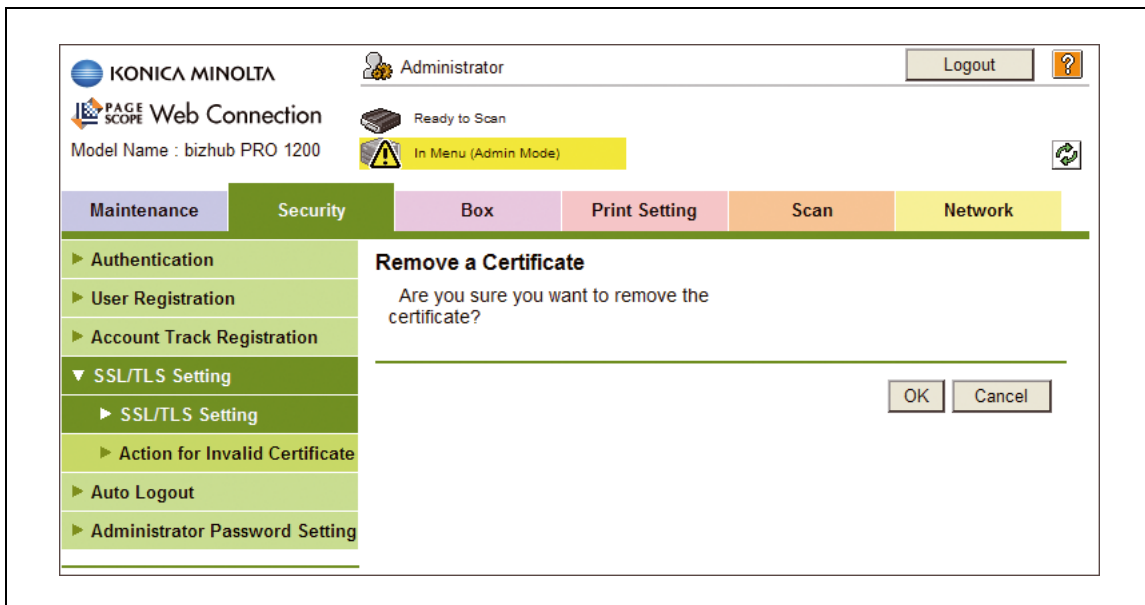 KONICA MINOLTA
Administrator
Logout
?
PAGE SCOPE Web Connection
Ready to Scan
Model Name : bizhub PRO 1200
In Menu (Admin Mode)
Maintenance
Security
Box
Print Setting
Scan
Network
Authentication
User Registration
Account Track Registration
SSL/TLS Setting
SSL/TLS Setting
Action for Invalid Certificate
Auto Logout
Administrator Password Setting
Remove a Certificate
Are you sure you want to remove the
certificate?
OK
Cancel